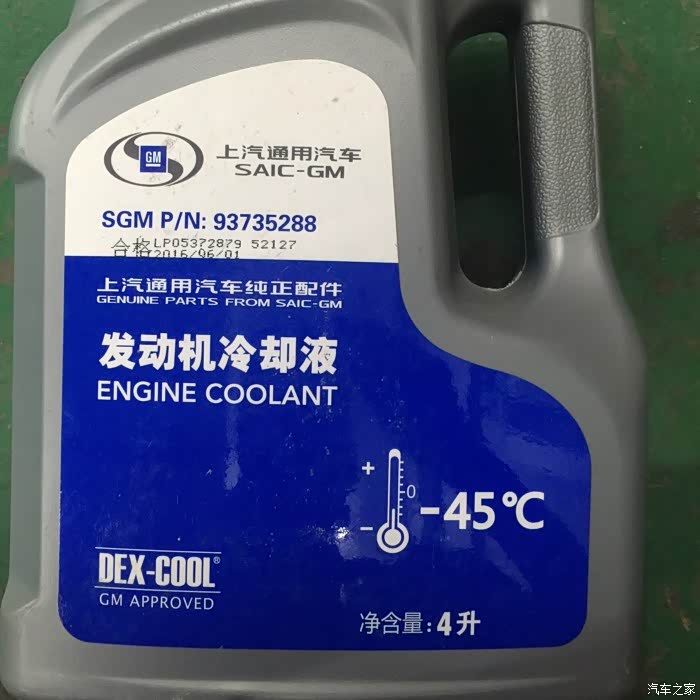 GM
上汽通用汽车
SAIC-GM
SGM P/N: 93735288
合格 LP05372879 52127
2016/06/01
上汽通用汽车纯正配件
GENUINE PARTS FROM SAIC-GM
发动机冷却液
ENGINE COOLANT
+
0
-45℃
−
DEX-COOL®
GM APPROVED
净含量: 4升
汽车之家